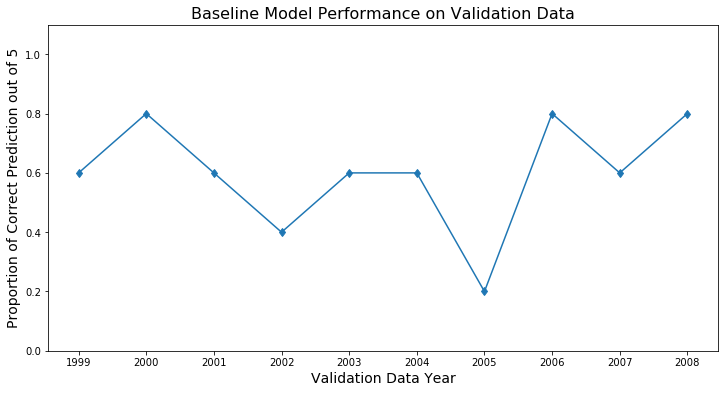 Baseline Model Performance on Validation Data
Proportion of Correct Prediction out of 5
1.0
0.8
0.6
0.4
0.2
0.0
1999 2000 2001 2002 2003 2004 2005 2006 2007 2008
Validation Data Year